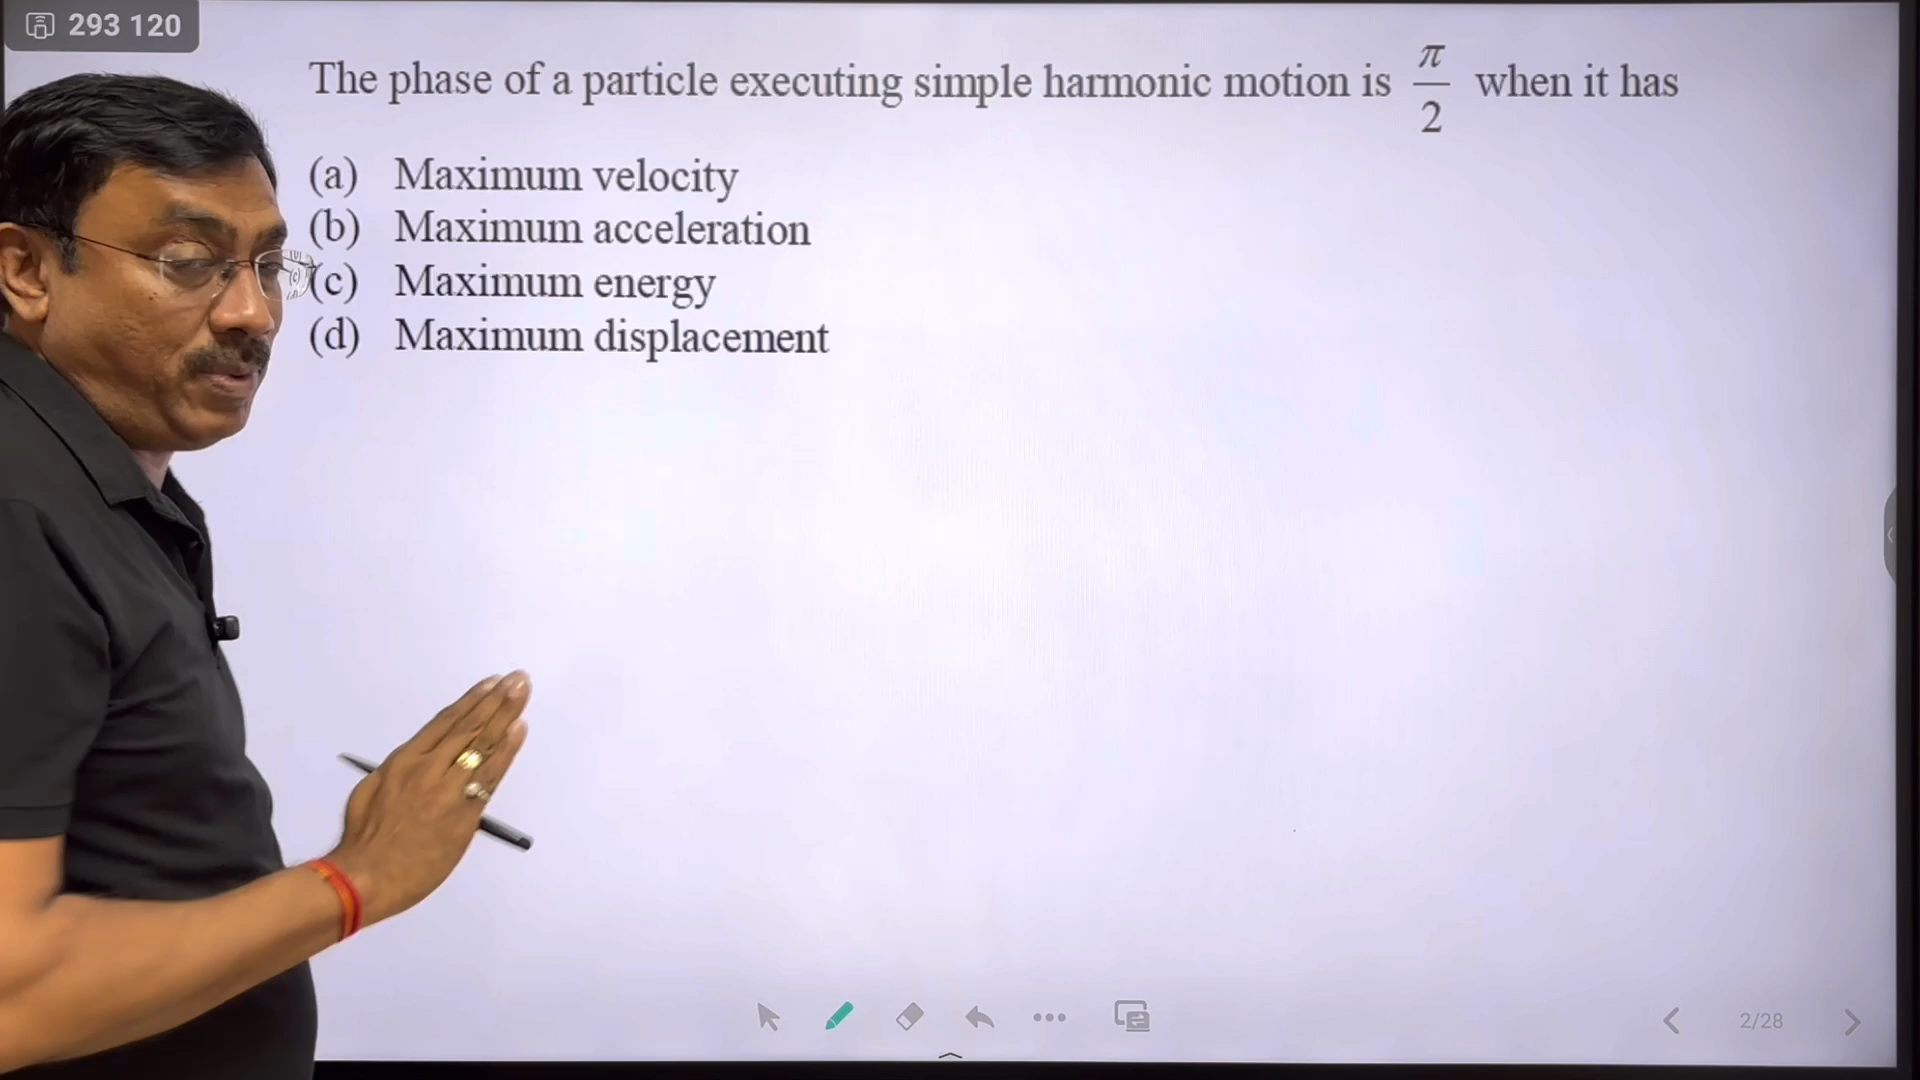 293 120
The phase of a particle executing simple harmonic motion is π/2 when it has
(a) Maximum velocity
(b) Maximum acceleration
(c) Maximum energy
(d) Maximum displacement
2/28